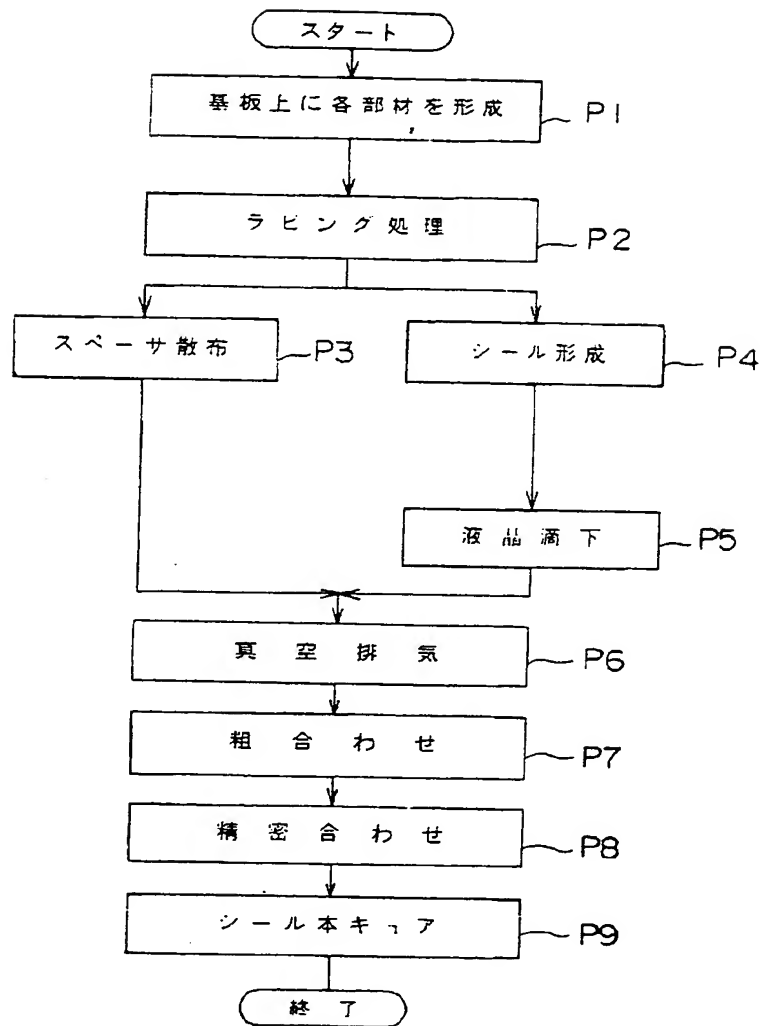 スタート
基板上に各部材を形成
P1
ラビング処理
P2
スペーサ散布
P3
シール形成
P4
液晶滴下
P5
真空排気
P6
粗合わせ
P7
精密合わせ
P8
シール本キュア
P9
終了